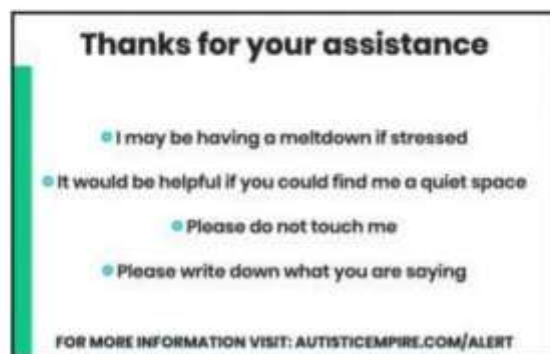 Thanks for your assistance
I may be having a meltdown if stressed
It would be helpful if you could find me a quiet space
Please do not touch me
Please write down what you are saying
FOR MORE INFORMATION VISIT: AUTISTICEMPIRE.COM/ALERT